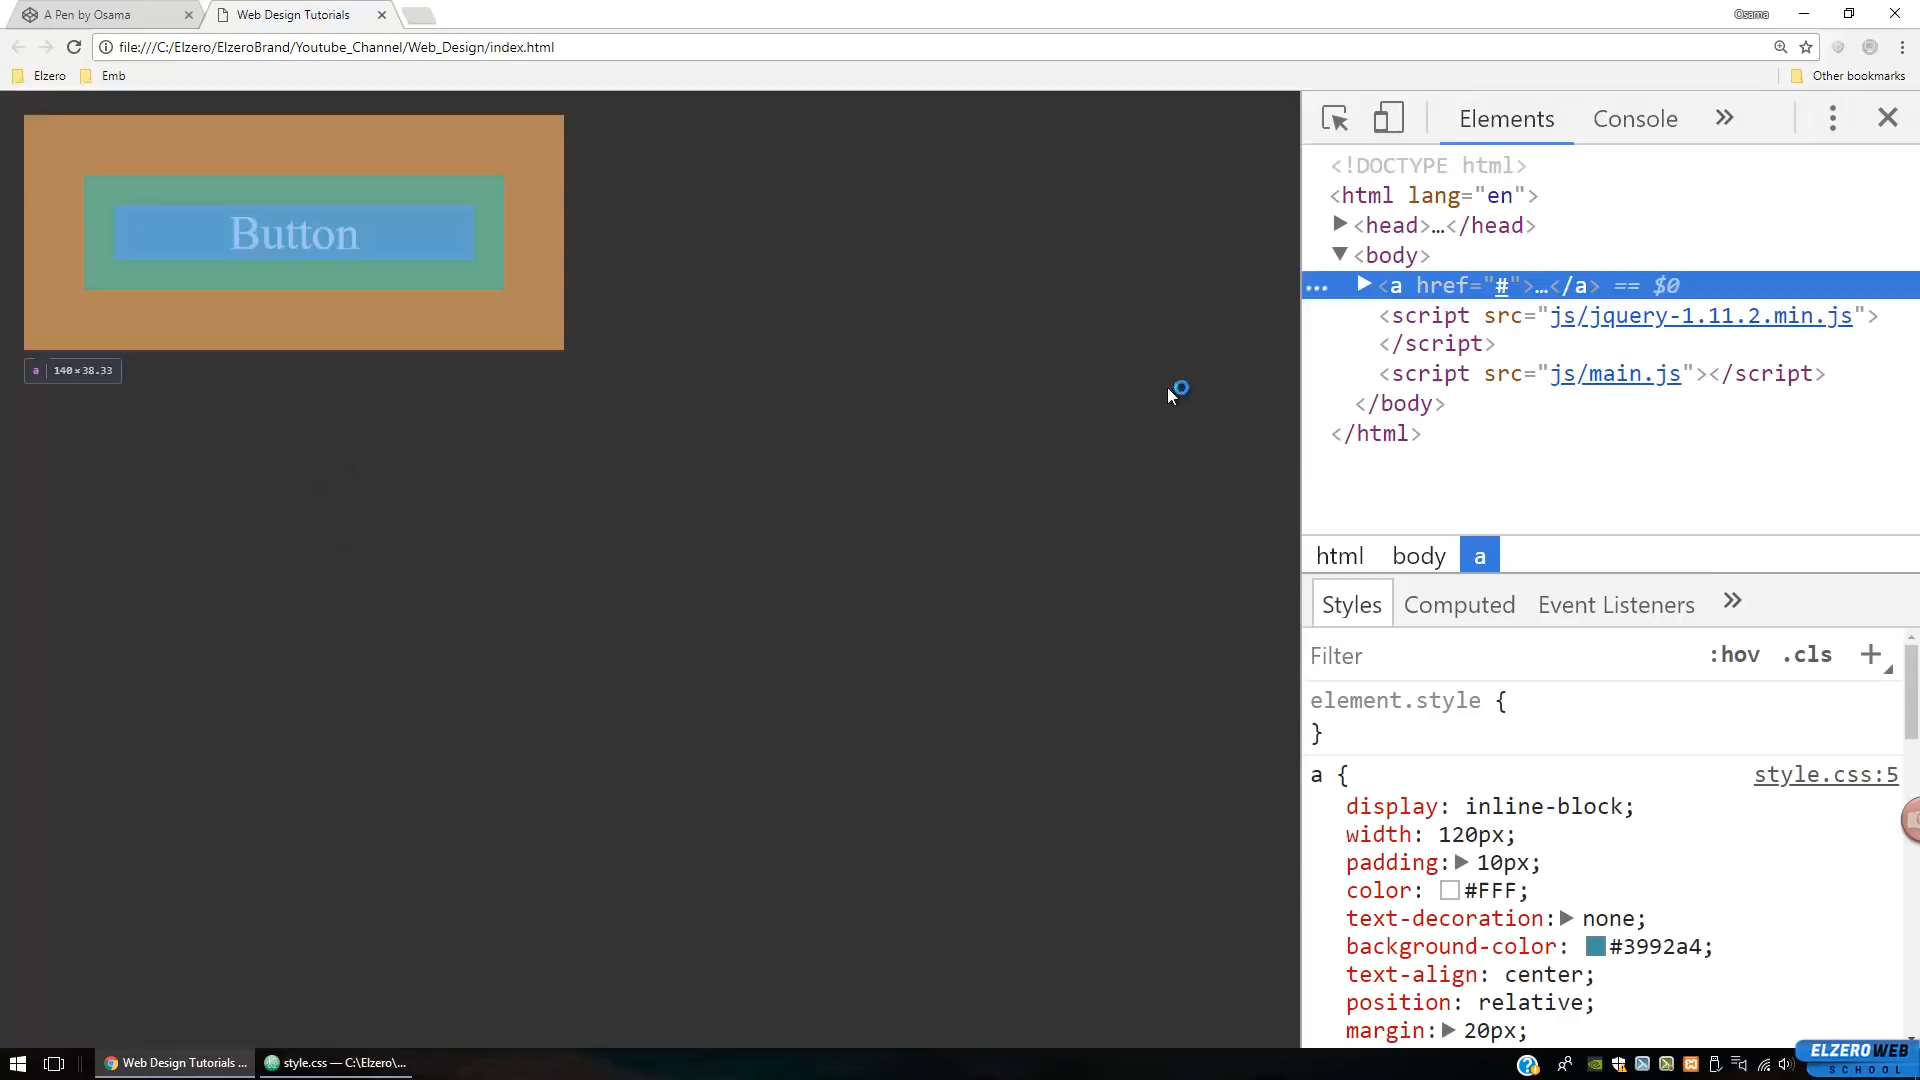 A Pen by Osama
Web Design Tutorials
Osama
file:///C:/Elzero/ElzeroBrand/Youtube_Channel/Web_Design/index.html
Elzero
Emb
Other bookmarks
Button
a 140×38.33
Elements
Console
<!DOCTYPE html>
<html lang="en">
<head>…</head>
<body>
<a href="#">…</a> == $0
<script src="js/jquery-1.11.2.min.js">
</script>
<script src="js/main.js"></script>
</body>
</html>
html body a
Styles Computed Event Listeners
Filter
:hov .cls
element.style {
}
a {
style.css:5
display: inline-block;
width: 120px;
padding: 10px;
color: #FFF;
text-decoration: none;
background-color: #3992a4;
text-align: center;
position: relative;
margin: 20px;
Web Design Tutorials ...
style.css — C:\Elzero\...
ELZEROWEB
SCHOOL